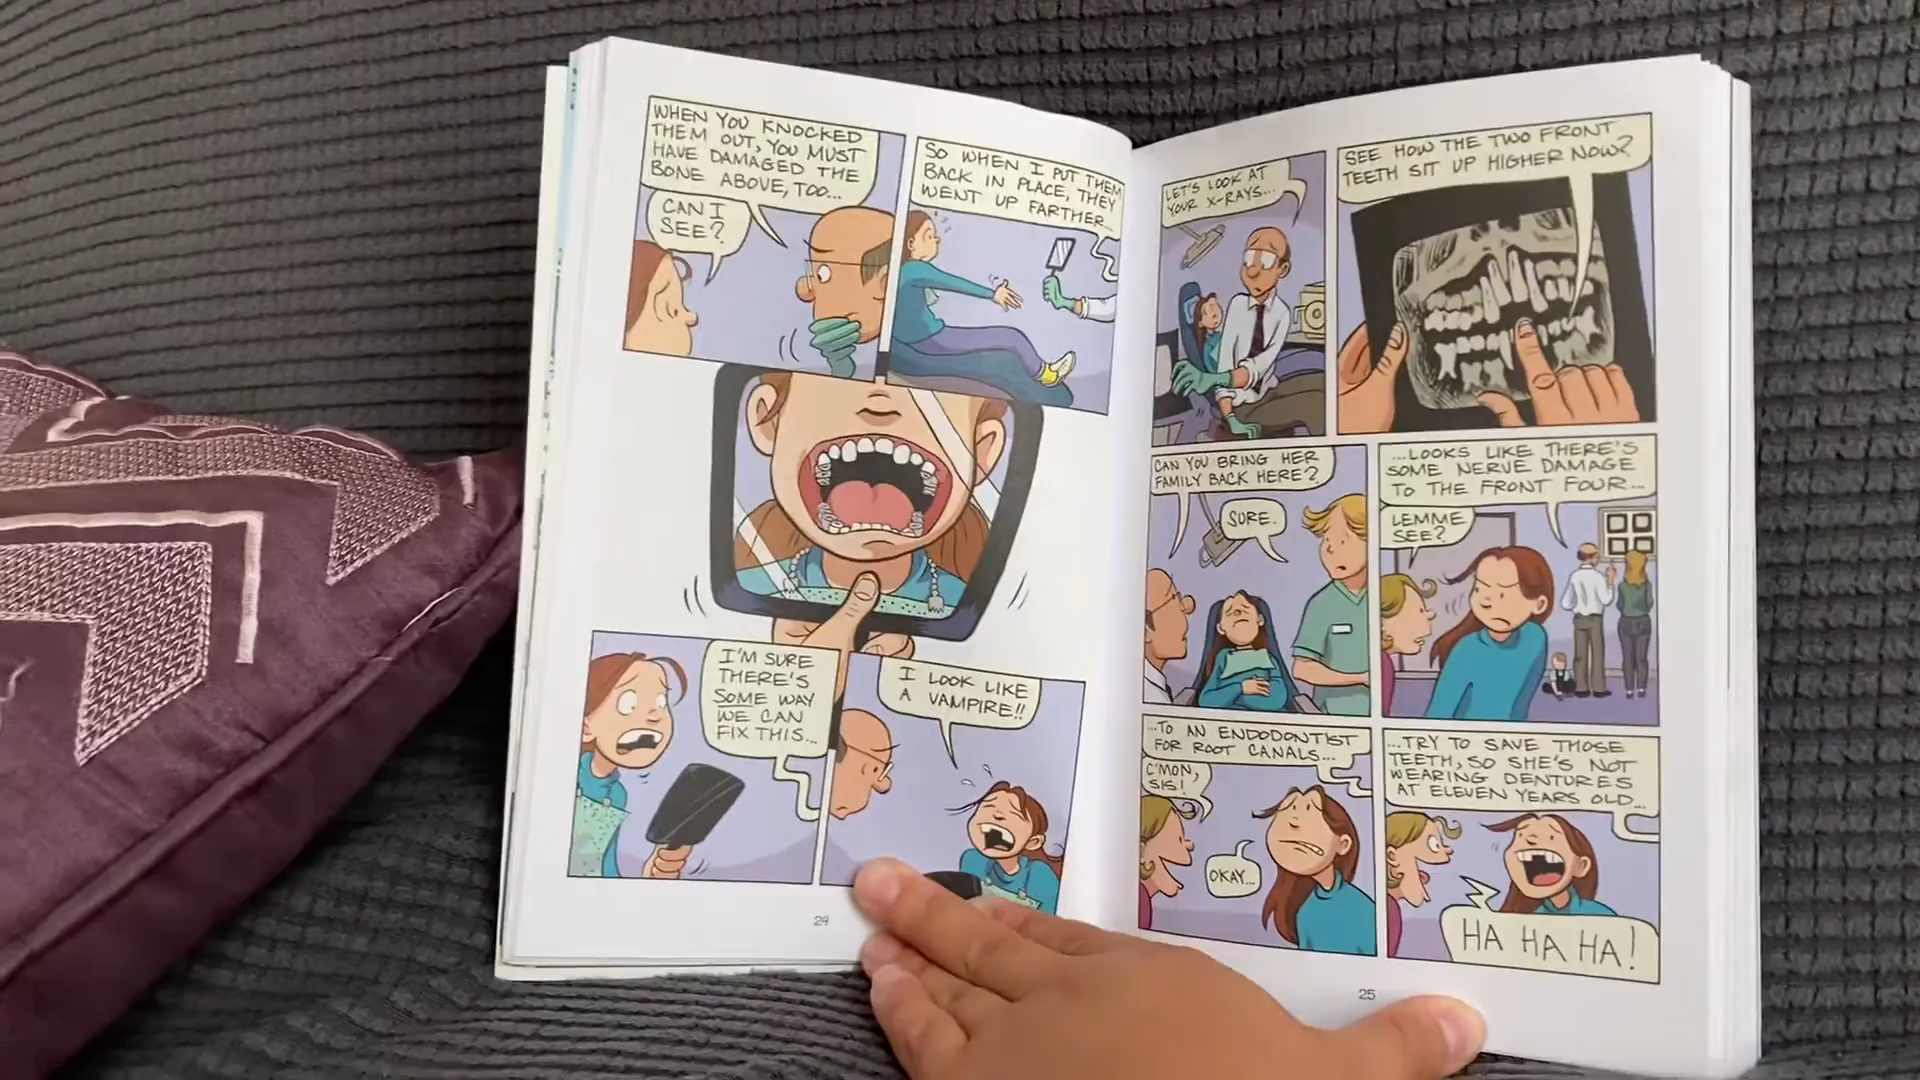 WHEN YOU KNOCKED
THEM OUT, YOU MUST
HAVE DAMAGED THE
BONE ABOVE, TOO...
CAN I
SEE?
SO WHEN I PUT THEM
BACK IN PLACE, THEY
WENT UP FARTHER...
I'M SURE
THERE'S
SOME WAY
WE CAN
FIX THIS...
I LOOK LIKE
A VAMPIRE!!
24
LET'S LOOK AT
YOUR X-RAYS...
SEE HOW THE TWO FRONT
TEETH SIT UP HIGHER NOW?
CAN YOU BRING HER
FAMILY BACK HERE?
SURE.
...LOOKS LIKE THERE'S
SOME NERVE DAMAGE
TO THE FRONT FOUR...
LEMME
SEE?
...TO AN ENDODONTIST
FOR ROOT CANALS...
C'MON,
SIS!
OKAY...
...TRY TO SAVE THOSE
TEETH, SO SHE'S NOT
WEARING DENTURES
AT ELEVEN YEARS OLD...
HA HA HA!
25